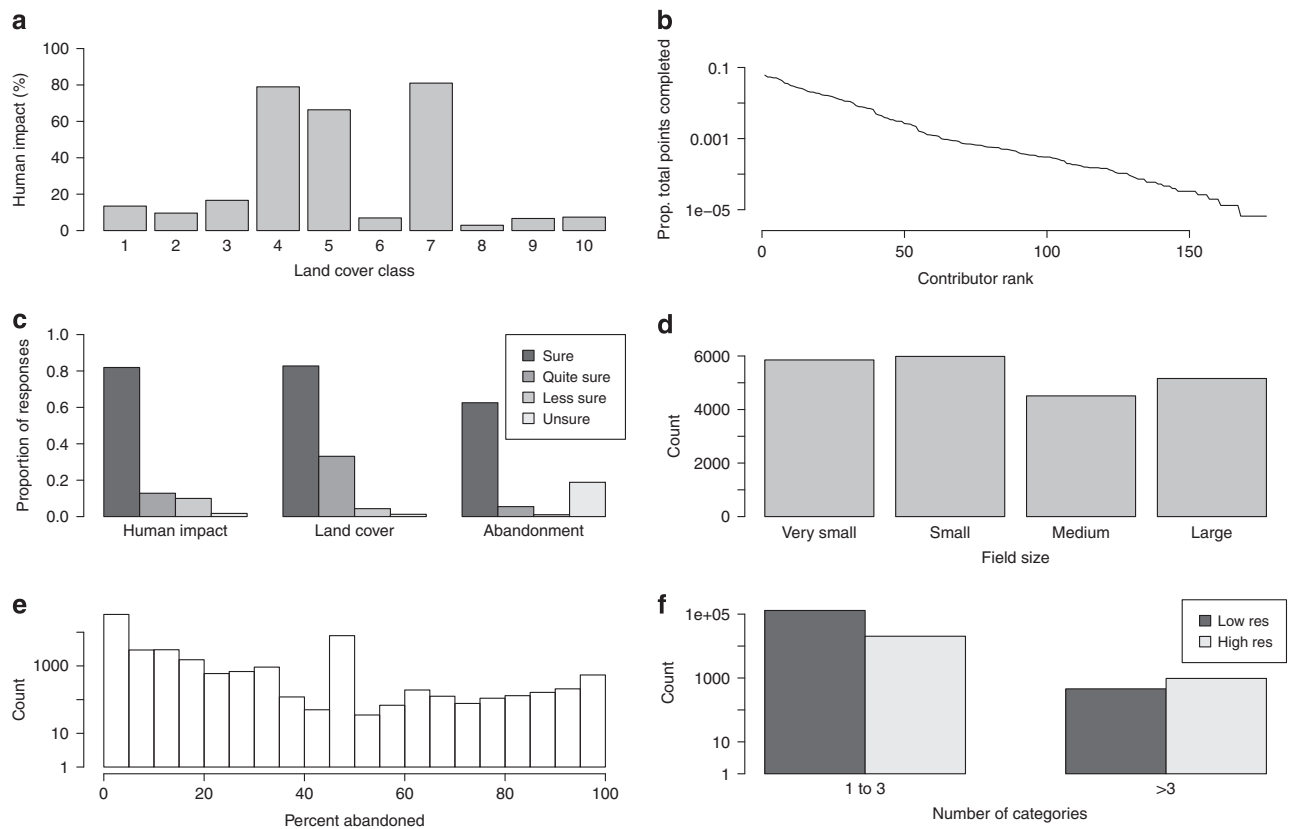 a
Human impact (%)
100
80
60
40
20
0
1 2 3 4 5 6 7 8 9 10
Land cover class
b
Prop. total points completed
0.1
0.001
1e−05
0 50 100 150
Contributor rank
c
Proportion of responses
1.0
0.8
0.6
0.4
0.2
0.0
Sure
Quite sure
Less sure
Unsure
Human impact Land cover Abandonment
d
Count
6000
4000
2000
0
Very small Small Medium Large
Field size
e
Count
1000
10
1
0 20 40 60 80 100
Percent abandoned
f
Count
1e+05
1000
10
1
Low res
High res
1 to 3 >3
Number of categories